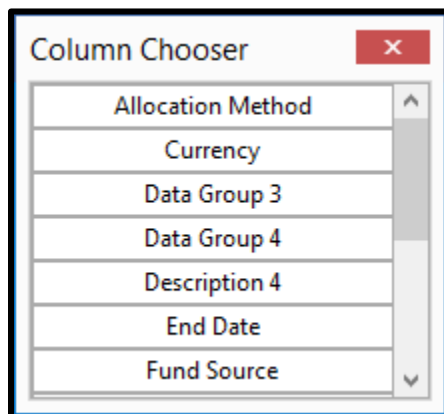 Column Chooser
Allocation Method
Currency
Data Group 3
Data Group 4
Description 4
End Date
Fund Source